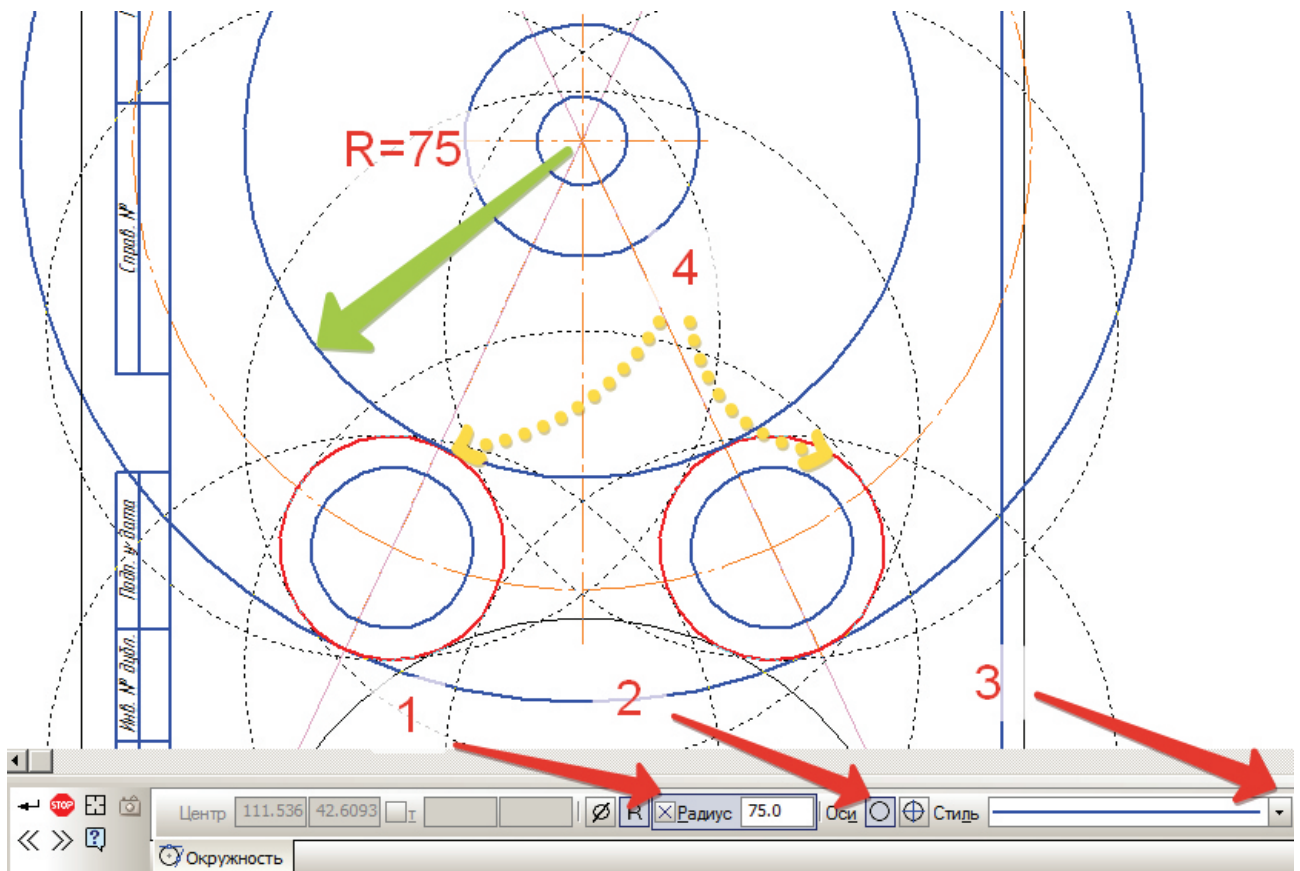 R=75
4
Справ. №
Подп. и дата
Инв. № дубл.
1
2
3
STOP
Центр 111.536 42.6093 т Ø R Радиус 75.0 Оси Стиль
?
Окружность